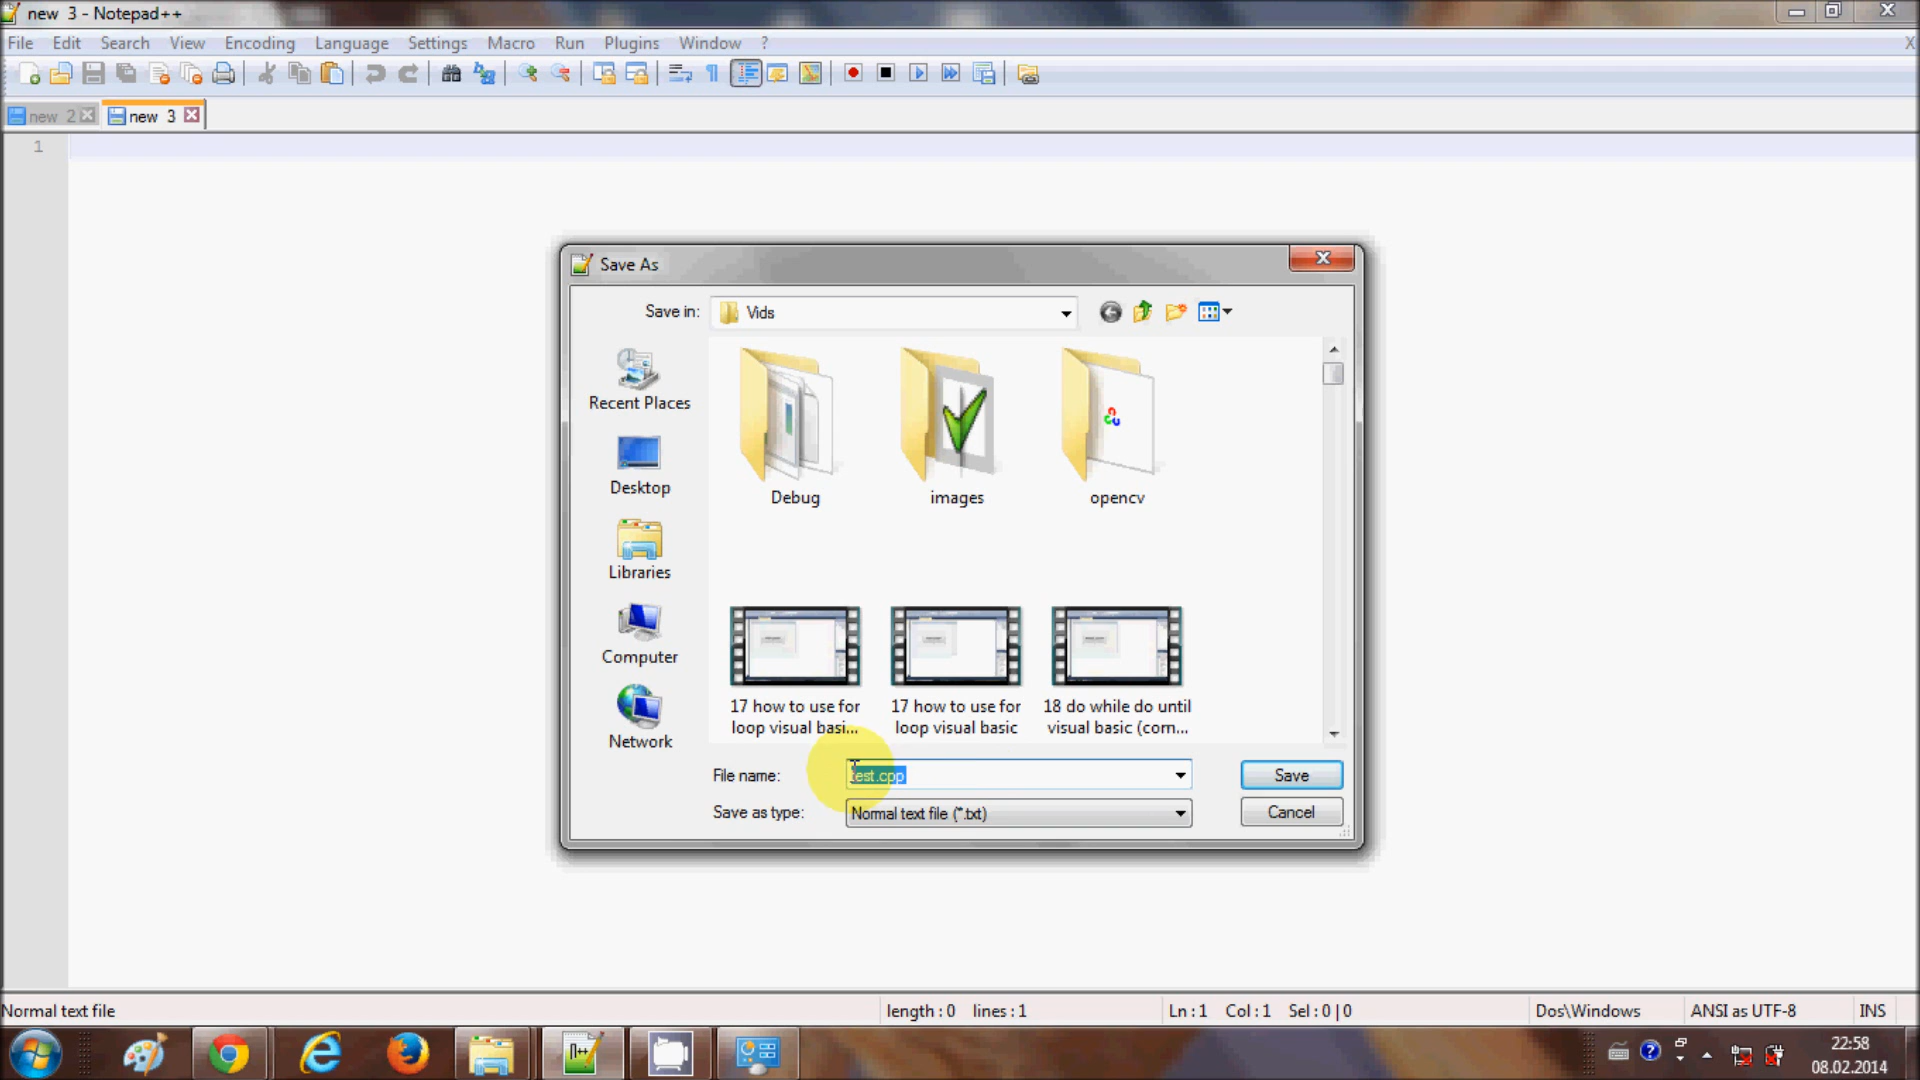 new 3 - Notepad++
File Edit Search View Encoding Language Settings Macro Run Plugins Window ? X
new 2 new 3
1
Save As
Save in: Vids
Recent Places
Desktop
Libraries
Computer
Network
Debug images opencv
17 how to use for loop visual basi...
17 how to use for loop visual basic
18 do while do until visual basic (com...
File name: test.cpp Save
Save as type: Normal text file (*.txt) Cancel
Normal text file length : 0 lines : 1 Ln : 1 Col : 1 Sel : 0 | 0 Dos\Windows ANSI as UTF-8 INS
22:58
08.02.2014